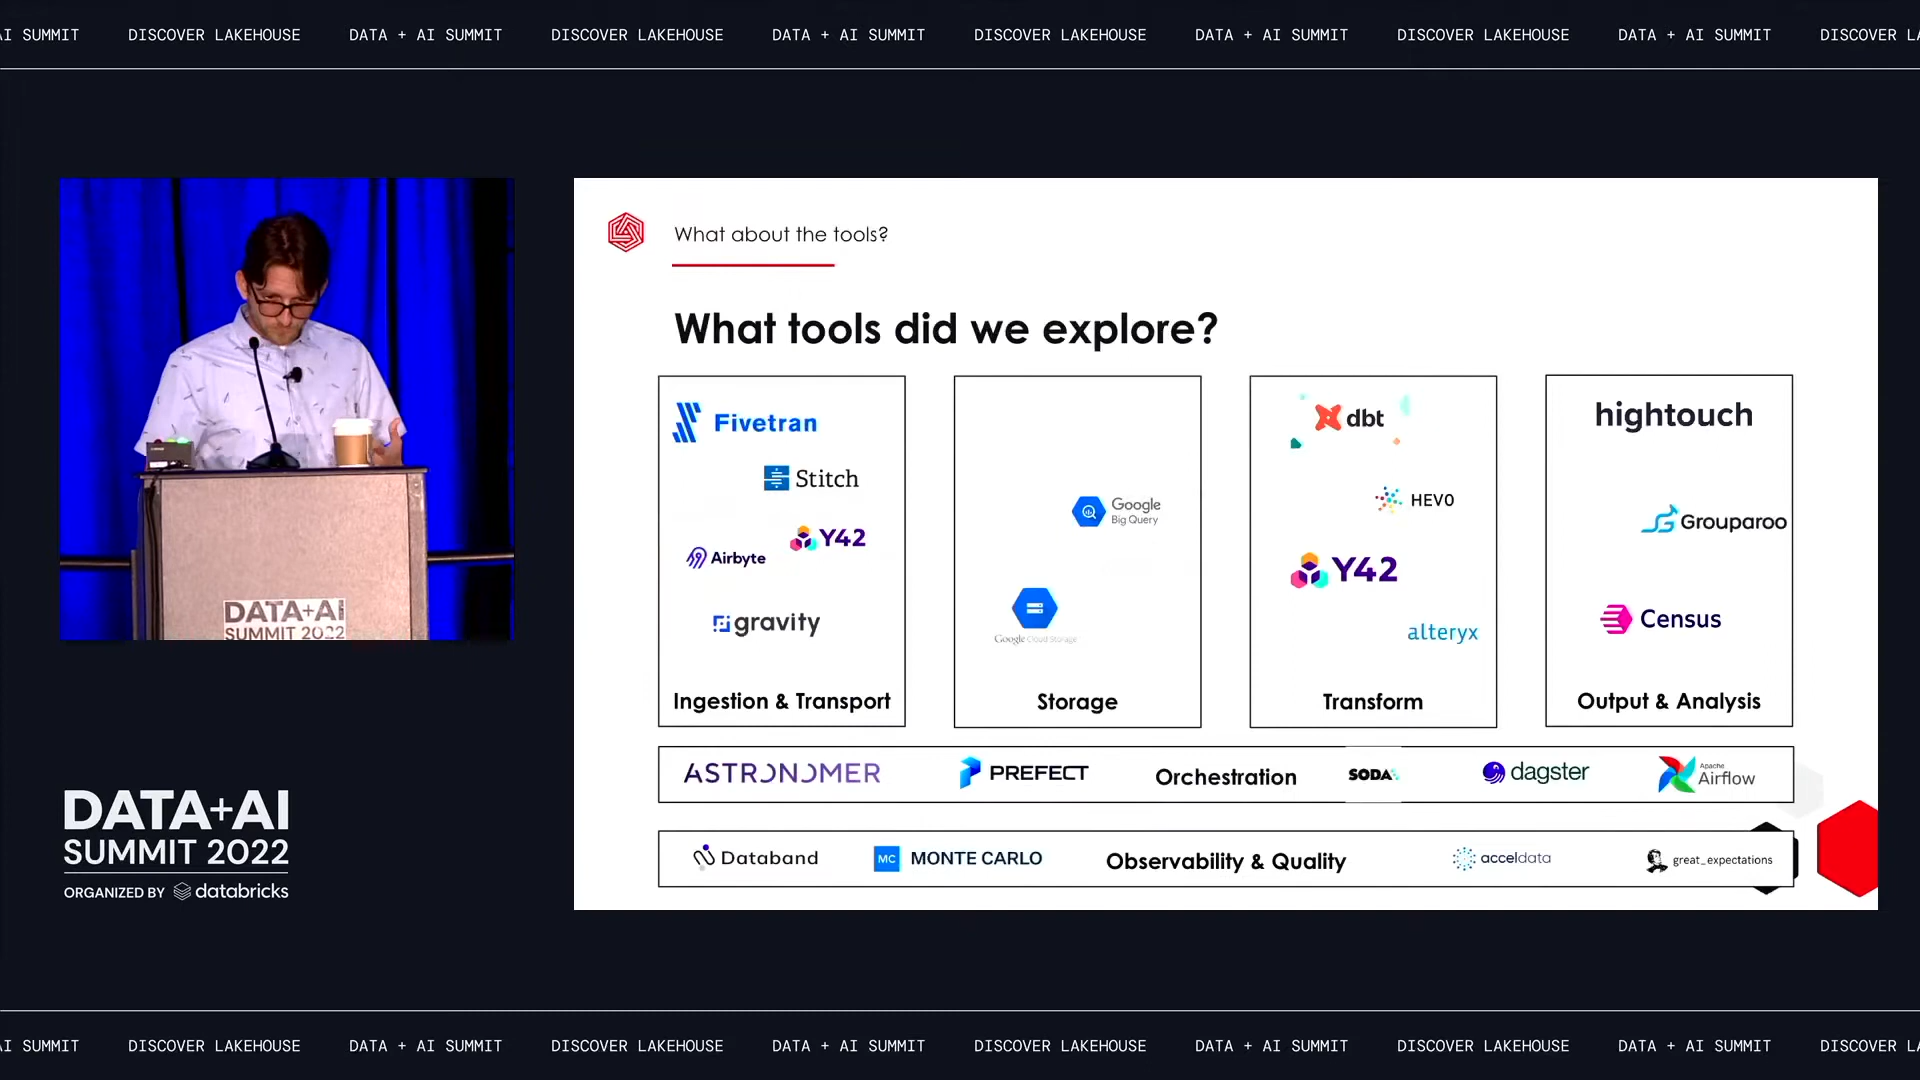 AI SUMMIT DISCOVER LAKEHOUSE DATA + AI SUMMIT DISCOVER LAKEHOUSE DATA + AI SUMMIT DISCOVER LAKEHOUSE DATA + AI SUMMIT DISCOVER LAKEHOUSE DATA + AI SUMMIT DISCOVER LA
What about the tools?
What tools did we explore?
Fivetran
Stitch
Y42
Airbyte
gravity
Ingestion & Transport
Google
Big Query
Google Cloud Storage
Storage
dbt
HEVO
Y42
alteryx
Transform
hightouch
Grouparoo
Census
Output & Analysis
ASTRONOMER PREFECT Orchestration SODA dagster Apache
Airflow
Databand MC MONTE CARLO Observability & Quality acceldata great_expectations
DATA+AI
SUMMIT 2022
DATA+AI
SUMMIT 2022
ORGANIZED BY databricks
AI SUMMIT DISCOVER LAKEHOUSE DATA + AI SUMMIT DISCOVER LAKEHOUSE DATA + AI SUMMIT DISCOVER LAKEHOUSE DATA + AI SUMMIT DISCOVER LAKEHOUSE DATA + AI SUMMIT DISCOVER LA